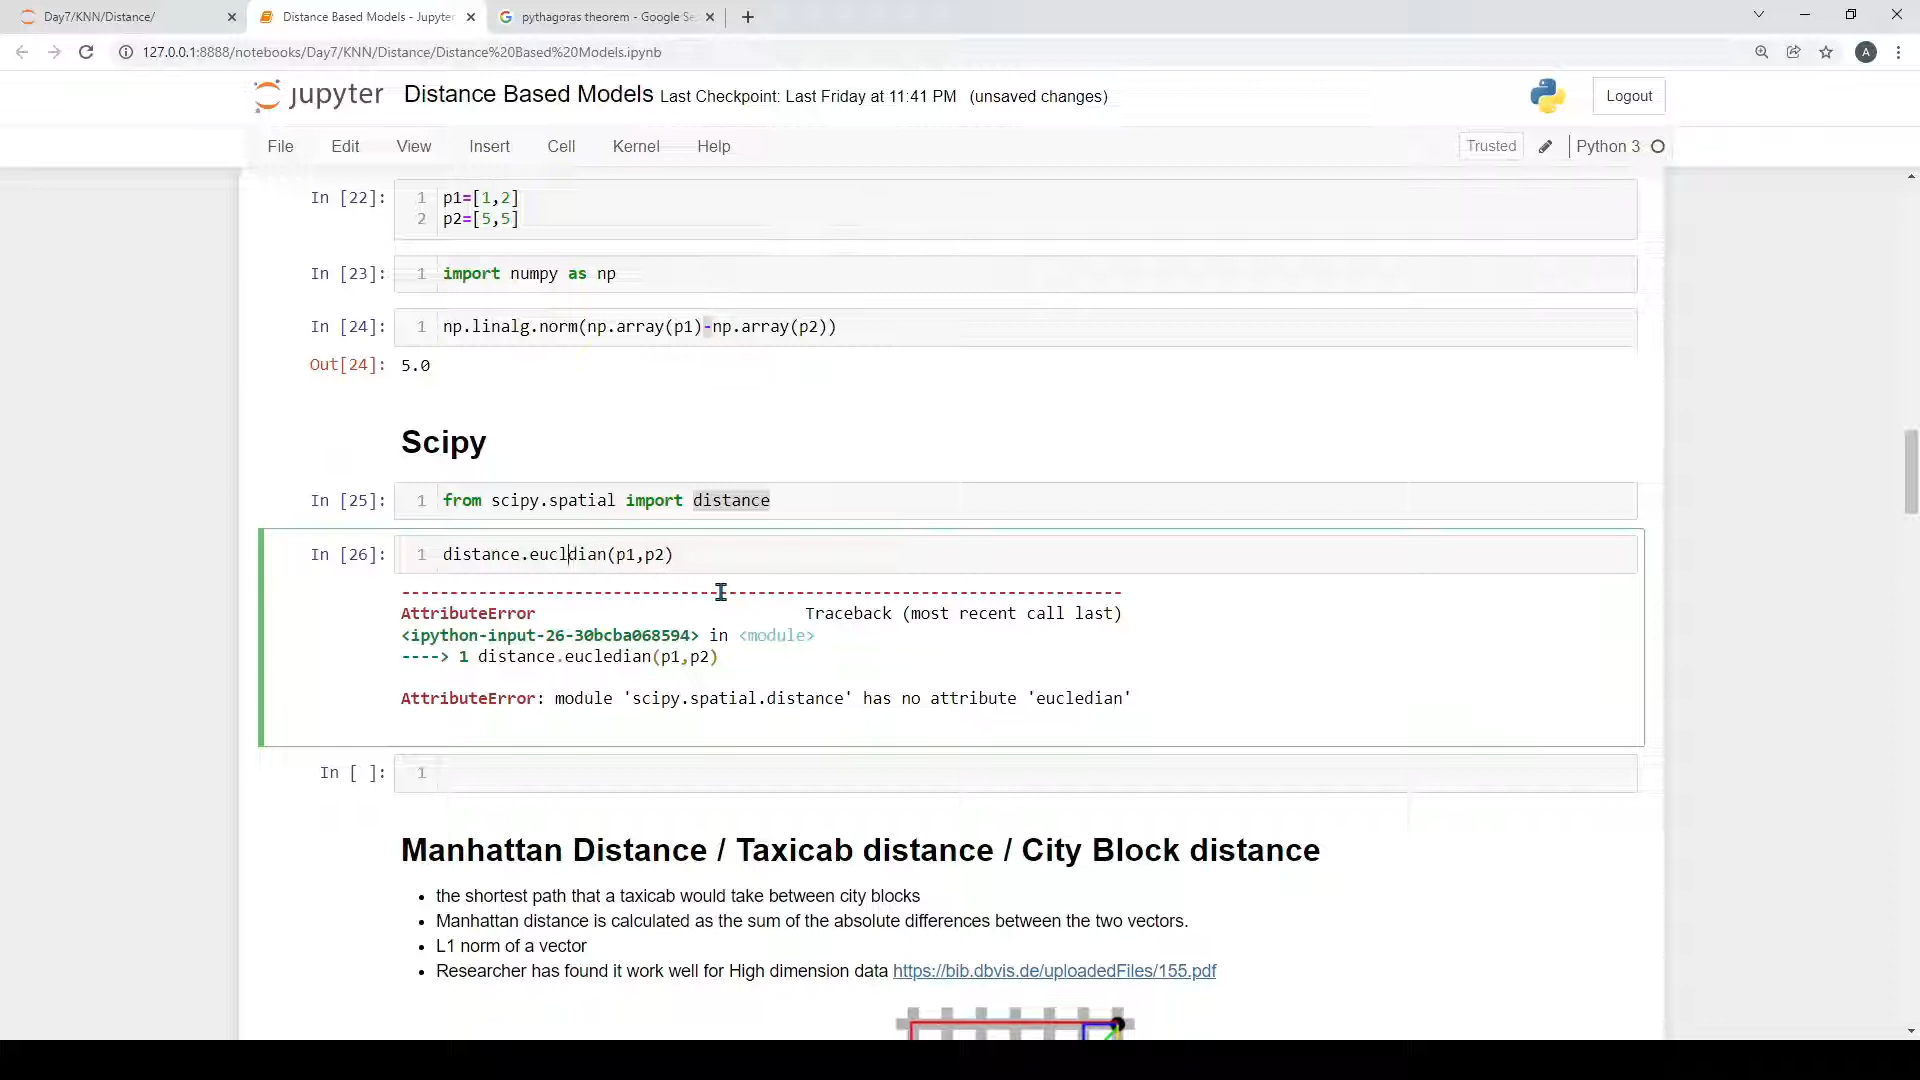 Day7/KNN/Distance/
Distance Based Models - Jupyter
pythagoras theorem - Google Se
127.0.0.1:8888/notebooks/Day7/KNN/Distance/Distance%20Based%20Models.ipynb
A
jupyter Distance Based Models Last Checkpoint: Last Friday at 11:41 PM (unsaved changes)
Logout
File Edit View Insert Cell Kernel Help
Trusted Python 3
In [22]: 1 p1=[1,2]
2 p2=[5,5]
In [23]: 1 import numpy as np
In [24]: 1 np.linalg.norm(np.array(p1)-np.array(p2))
Out[24]: 5.0
Scipy
In [25]: 1 from scipy.spatial import distance
In [26]: 1 distance.eucldian(p1,p2)
---------------------------------------------------------------------------
AttributeError Traceback (most recent call last)
<ipython-input-26-30bcba068594> in <module>
----> 1 distance.eucledian(p1,p2)
AttributeError: module 'scipy.spatial.distance' has no attribute 'eucledian'
In [ ]: 1
Manhattan Distance / Taxicab distance / City Block distance
• the shortest path that a taxicab would take between city blocks
• Manhattan distance is calculated as the sum of the absolute differences between the two vectors.
• L1 norm of a vector
• Researcher has found it work well for High dimension data https://bib.dbvis.de/uploadedFiles/155.pdf